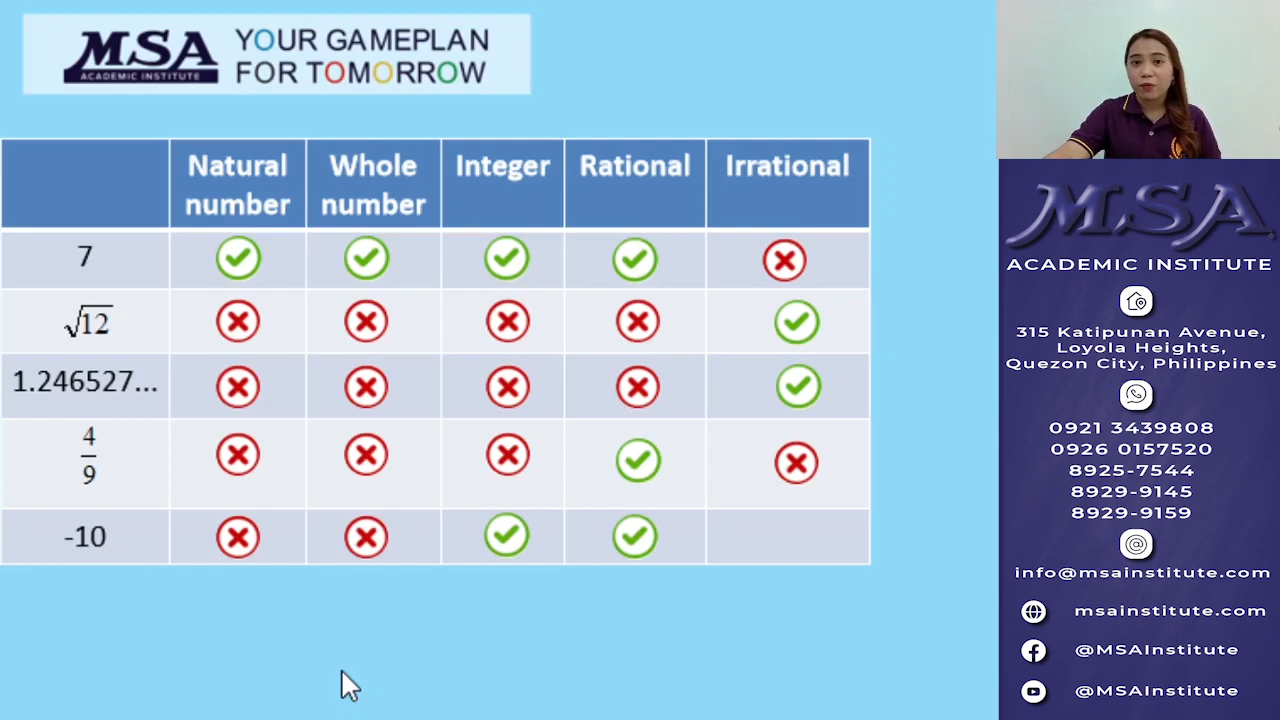 MSA
ACADEMIC INSTITUTE
YOUR GAMEPLAN
FOR TOMORROW
Natural number Whole number Integer Rational Irrational
7
√12
1.246527...
4/9
-10
MSA
ACADEMIC INSTITUTE
315 Katipunan Avenue,
Loyola Heights,
Quezon City, Philippines
0921 3439808
0926 0157520
8925-7544
8929-9145
8929-9159
info@msainstitute.com
msainstitute.com
@MSAInstitute
@MSAInstitute